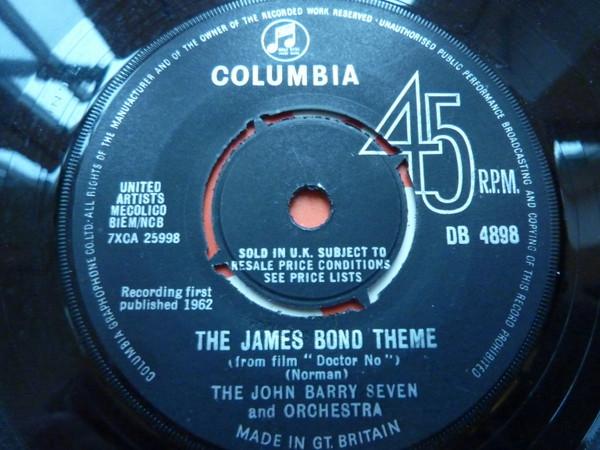 COLUMBIA GRAPHOPHONE CO. LTD. · ALL RIGHTS OF THE MANUFACTURER AND OF THE OWNER OF THE RECORDED WORK RESERVED · UNAUTHORISED PUBLIC PERFORMANCE BROADCASTING AND COPYING OF THIS RECORD PROHIBITED
COLUMBIA
45
R.P.M.
UNITED
ARTISTS
MECOLICO
BIEM/NCB
7XCA 25998
DB 4898
SOLD IN U.K. SUBJECT TO
RESALE PRICE CONDITIONS
SEE PRICE LISTS
Recording first
published 1962
THE JAMES BOND THEME
(from film "Doctor No")
(Norman)
THE JOHN BARRY SEVEN
and ORCHESTRA
MADE IN GT. BRITAIN